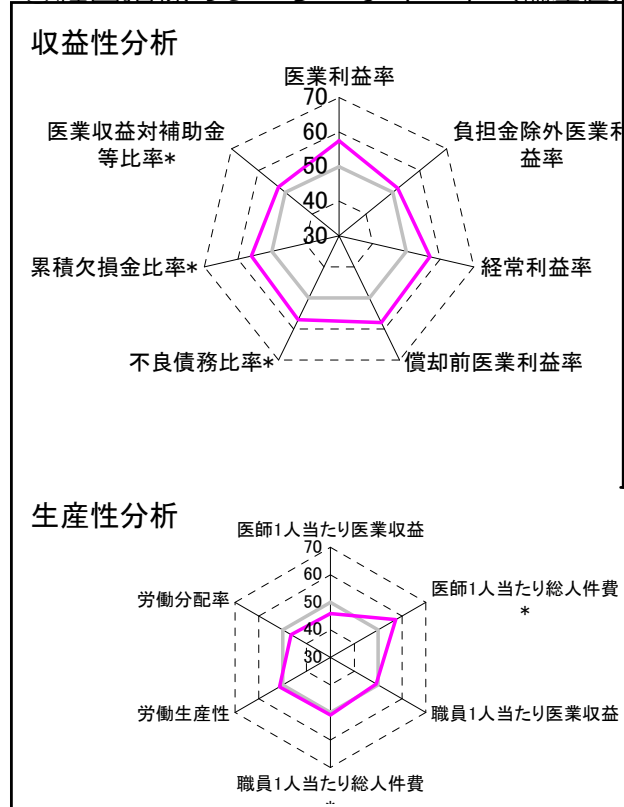 収益性分析
医業利益率
70
60
50
40
30
負担金除外医業利
益率
経常利益率
償却前医業利益率
不良債務比率*
累積欠損金比率*
医業収益対補助金
等比率*
生産性分析
医師1人当たり医業収益
70
60
50
40
30
医師1人当たり総人件費
*
職員1人当たり医業収益
職員1人当たり総人件費
*
労働生産性
労働分配率